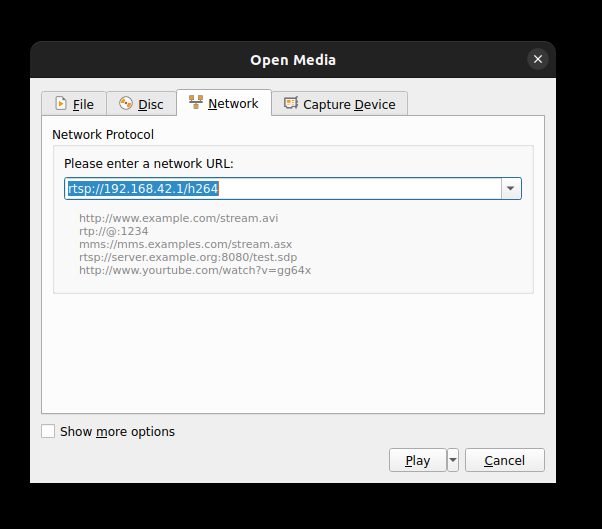 Open Media
File Disc Network Capture Device
Network Protocol
Please enter a network URL:
rtsp://192.168.42.1/h264
http://www.example.com/stream.avi
rtp://@:1234
mms://mms.examples.com/stream.asx
rtsp://server.example.org:8080/test.sdp
http://www.yourtube.com/watch?v=gg64x
Show more options
Play Cancel